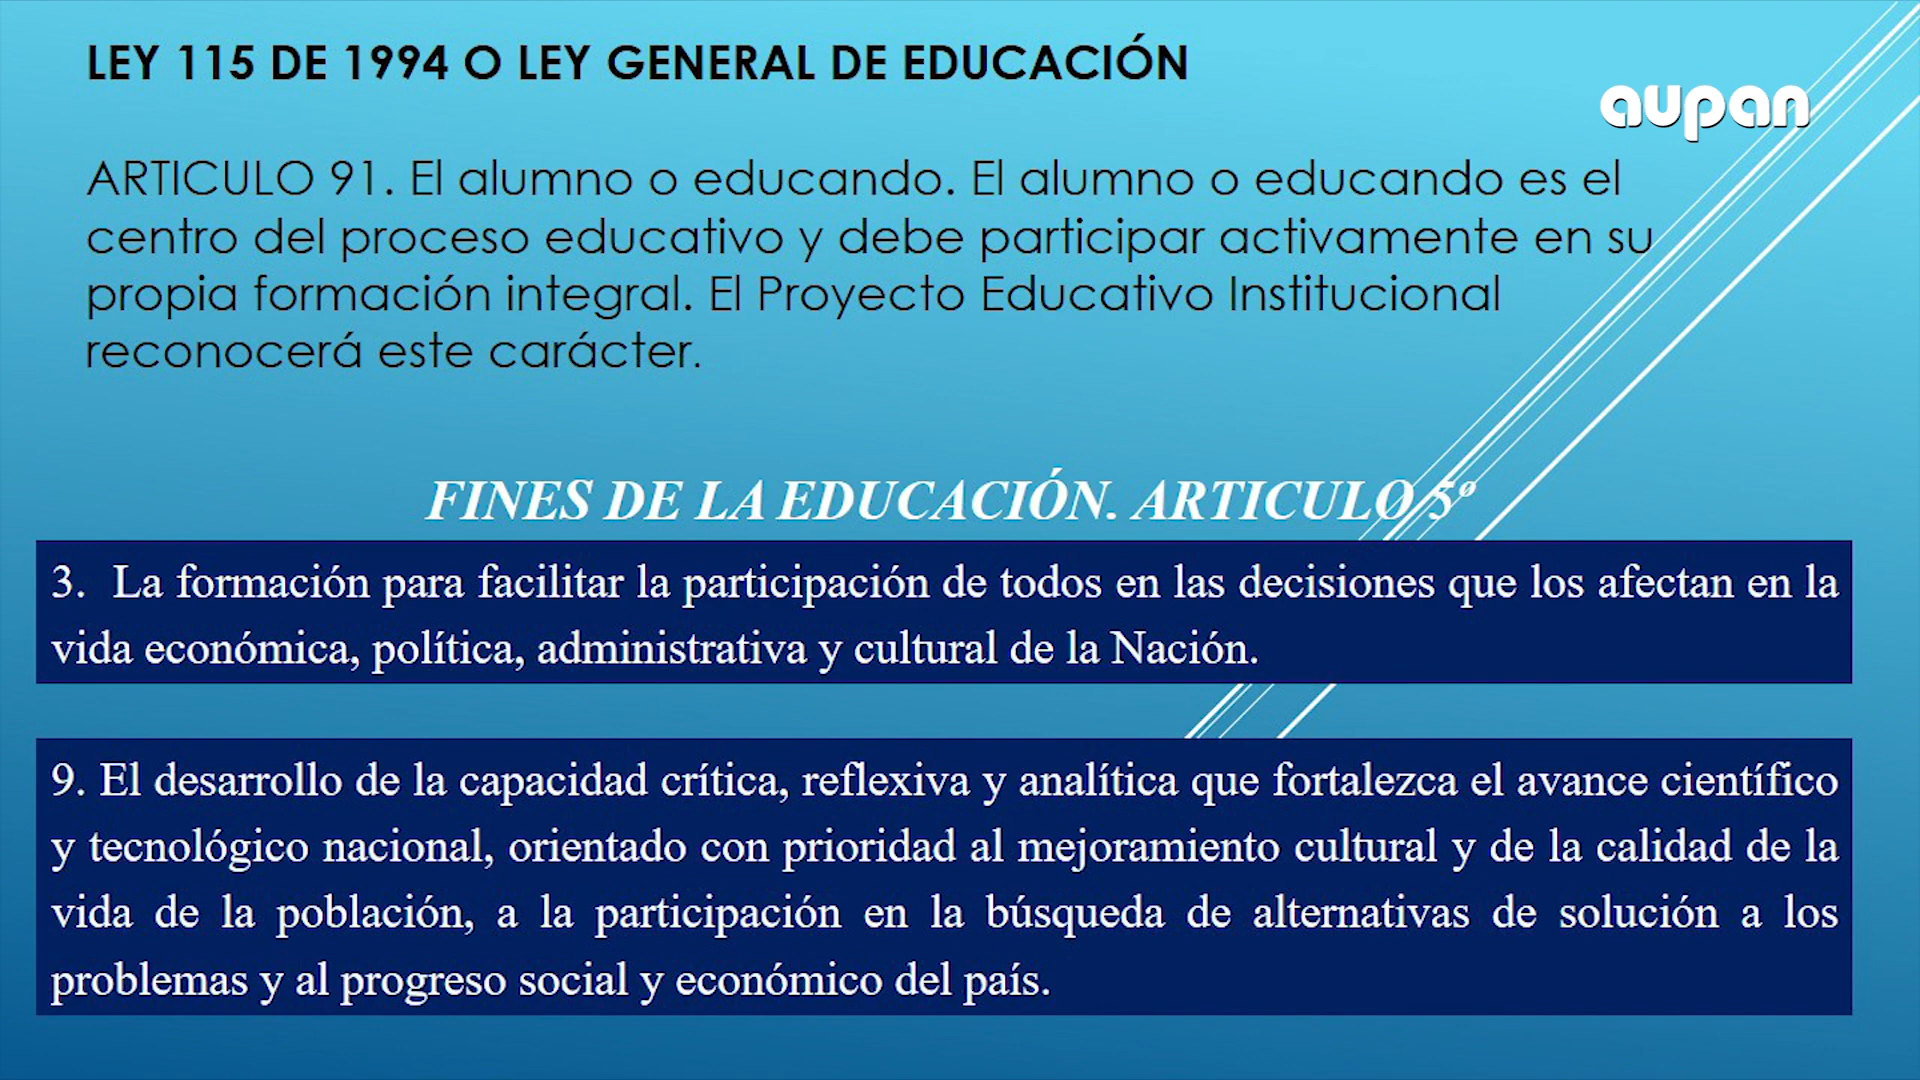 LEY 115 DE 1994 O LEY GENERAL DE EDUCACIÓN
aupan
ARTICULO 91. El alumno o educando. El alumno o educando es el
centro del proceso educativo y debe participar activamente en su
propia formación integral. El Proyecto Educativo Institucional
reconocerá este carácter.
FINES DE LA EDUCACIÓN. ARTICULO 5º
3. La formación para facilitar la participación de todos en las decisiones que los afectan en la
vida económica, política, administrativa y cultural de la Nación.
9. El desarrollo de la capacidad crítica, reflexiva y analítica que fortalezca el avance científico
y tecnológico nacional, orientado con prioridad al mejoramiento cultural y de la calidad de la
vida de la población, a la participación en la búsqueda de alternativas de solución a los
problemas y al progreso social y económico del país.